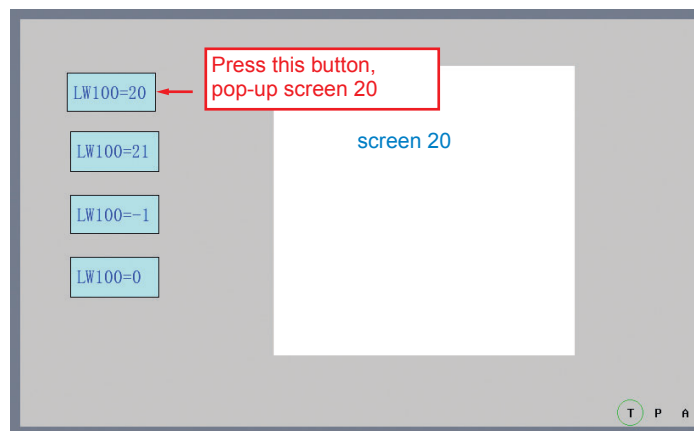 Press this button,
pop-up screen 20
LW100=20
screen 20
LW100=21
LW100=-1
LW100=0
T P A